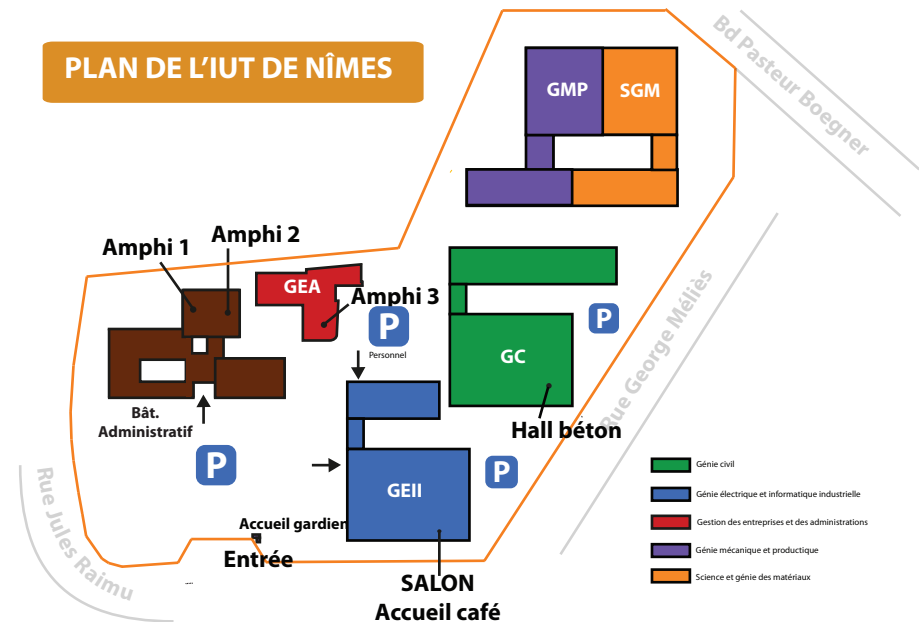 PLAN DE L’IUT DE NÎMES
Bd Pasteur Boegner
GMP
SGM
Amphi 1
Amphi 2
GEA
Amphi 3
P
Personnel
P
Rue George Méliès
GC
Hall béton
Bât.
Administratif
P
P
GEII
Rue Jules Raimu
Accueil gardien
Entrée
SALON
Accueil café
Génie civil
Génie électrique et informatique industrielle
Gestion des entreprises et des administrations
Génie mécanique et productique
Science et génie des matériaux